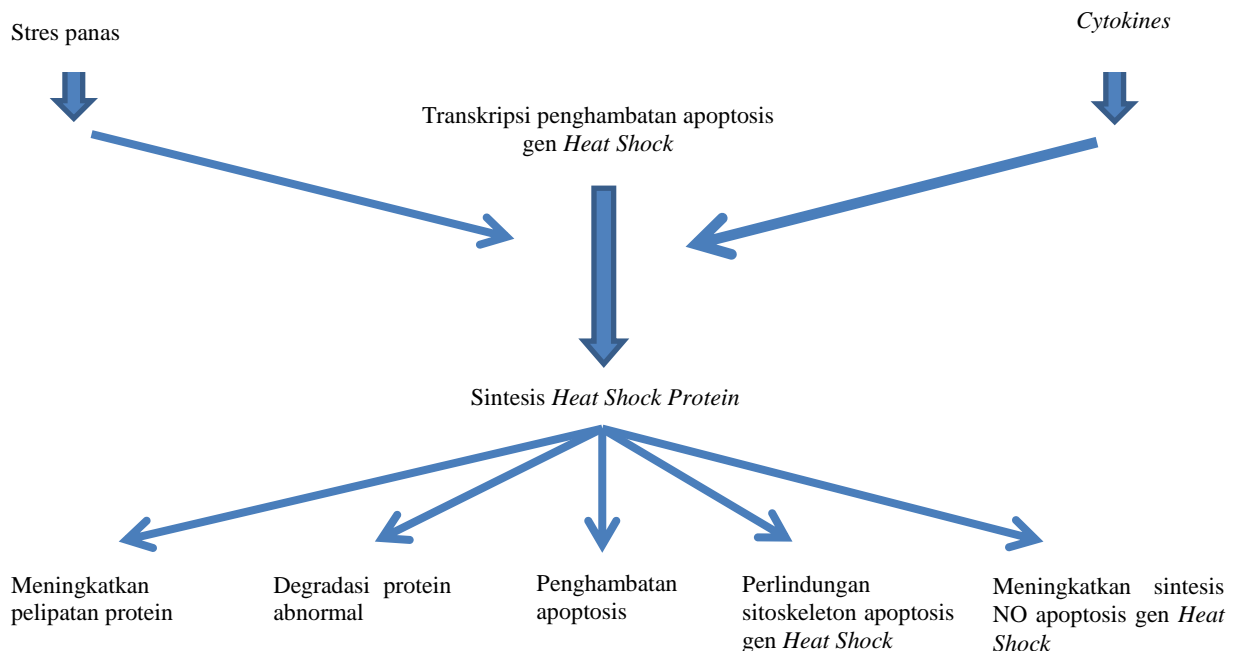 Stres panas
Cytokines
Transkripsi penghambatan apoptosis
gen Heat Shock
Sintesis Heat Shock Protein
Meningkatkan
pelipatan protein
Degradasi protein
abnormal
Penghambatan
apoptosis
Perlindungan
sitoskeleton apoptosis
gen Heat Shock
Meningkatkan sintesis
NO apoptosis gen Heat
Shock